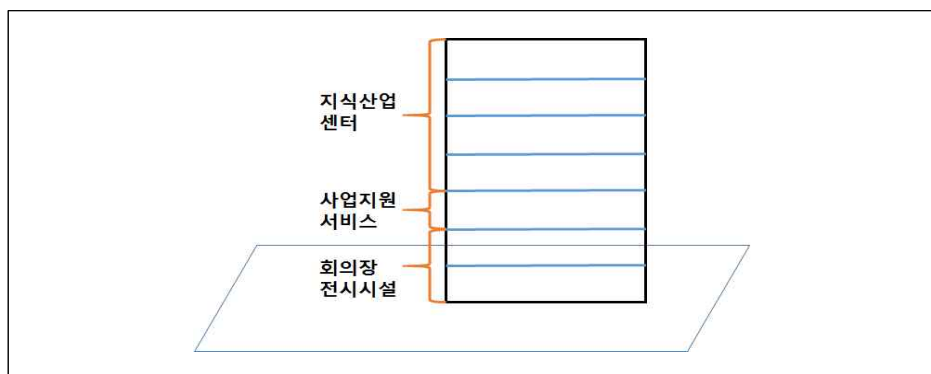 지식산업
센터
사업지원
서비스
회의장
전시시설